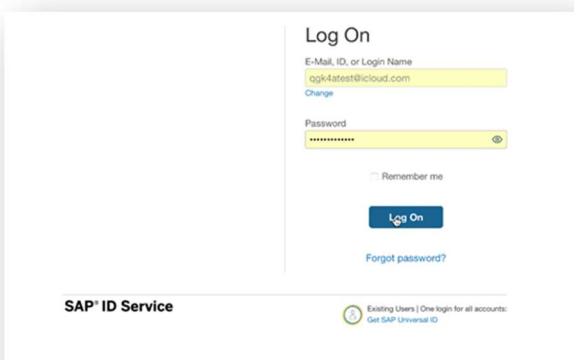 Log On
E-Mail, ID, or Login Name
qgk4atest@icloud.com
Change
Password
•••••••••••••
Remember me
Log On
Forgot password?
SAP® ID Service
Existing Users | One login for all accounts:
Get SAP Universal ID